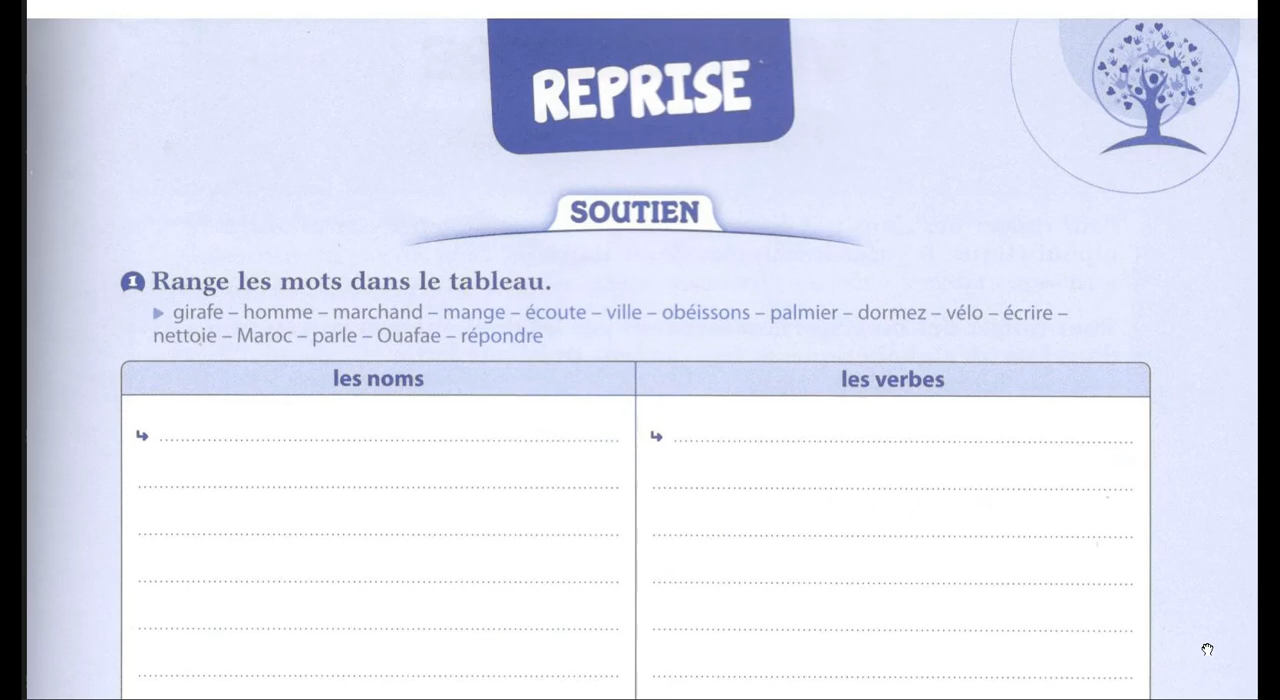 REPRISE
SOUTIEN
1 Range les mots dans le tableau.
girafe – homme – marchand – mange – écoute – ville – obéissons – palmier – dormez – vélo – écrire –
nettoie – Maroc – parle – Ouafae – répondre
les noms
les verbes